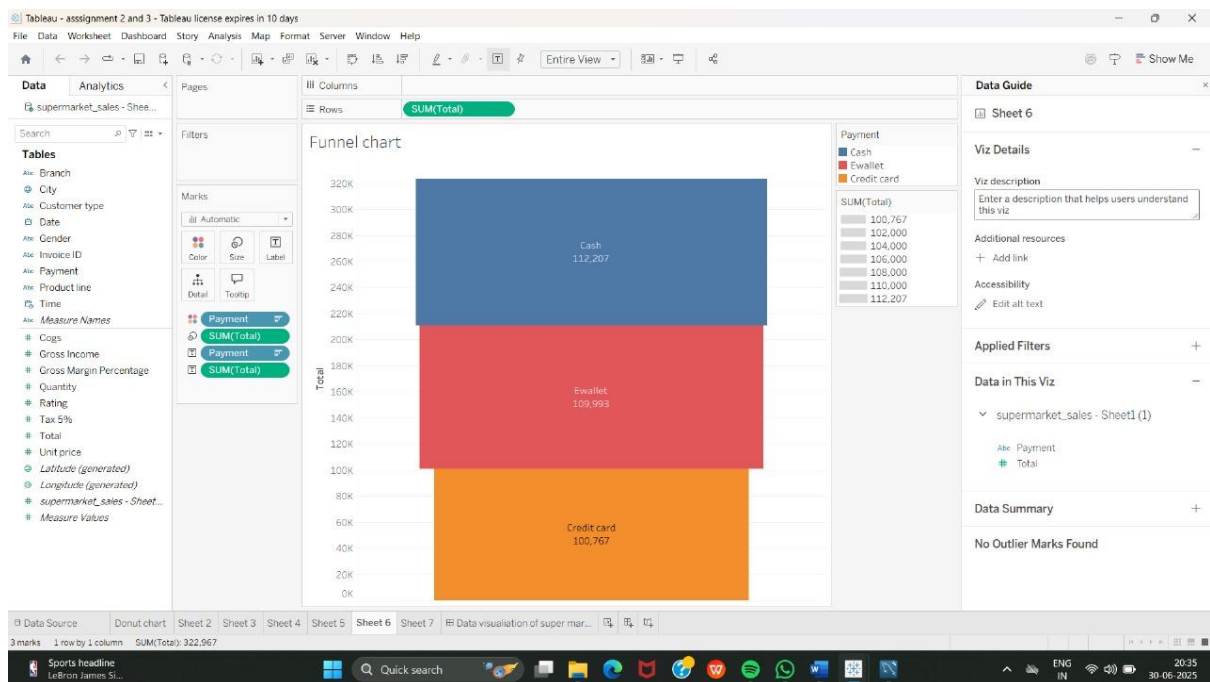 Tableau - asssignment 2 and 3 - Tableau license expires in 10 days
File Data Worksheet Dashboard Story Analysis Map Format Server Window Help
Entire View
Show Me
Data Analytics
supermarket_sales - Shee...
Search
Tables
Abc Branch
City
Abc Customer type
Date
Abc Gender
Abc Invoice ID
Abc Payment
Abc Product line
Time
Abc Measure Names
# Cogs
# Gross Income
# Gross Margin Percentage
# Quantity
# Rating
# Tax 5%
# Total
# Unit price
Latitude (generated)
Longitude (generated)
# supermarket_sales - Sheet...
# Measure Values
Pages
Filters
Marks
Automatic
Color Size Label
Detail Tooltip
Payment
SUM(Total)
Payment
SUM(Total)
Columns
Rows SUM(Total)
Funnel chart
Total
320K
300K
280K
260K
240K
220K
200K
180K
160K
140K
120K
100K
80K
60K
40K
20K
0K
Cash
112,207
Ewallet
109,993
Credit card
100,767
Payment
Cash
Ewallet
Credit card
SUM(Total)
100,767
102,000
104,000
106,000
108,000
110,000
112,207
Data Guide
Sheet 6
Viz Details
Viz description
Enter a description that helps users understand
this viz
Additional resources
+ Add link
Accessibility
Edit alt text
Applied Filters
Data in This Viz
supermarket_sales - Sheet1 (1)
Abc Payment
# Total
Data Summary
No Outlier Marks Found
Data Source Donut chart Sheet 2 Sheet 3 Sheet 4 Sheet 5 Sheet 6 Sheet 7 Data visualiation of super mar...
3 marks 1 row by 1 column SUM(Total): 322,967
Sports headline
LeBron James Si...
Quick search
ENG
IN
20:35
30-06-2025